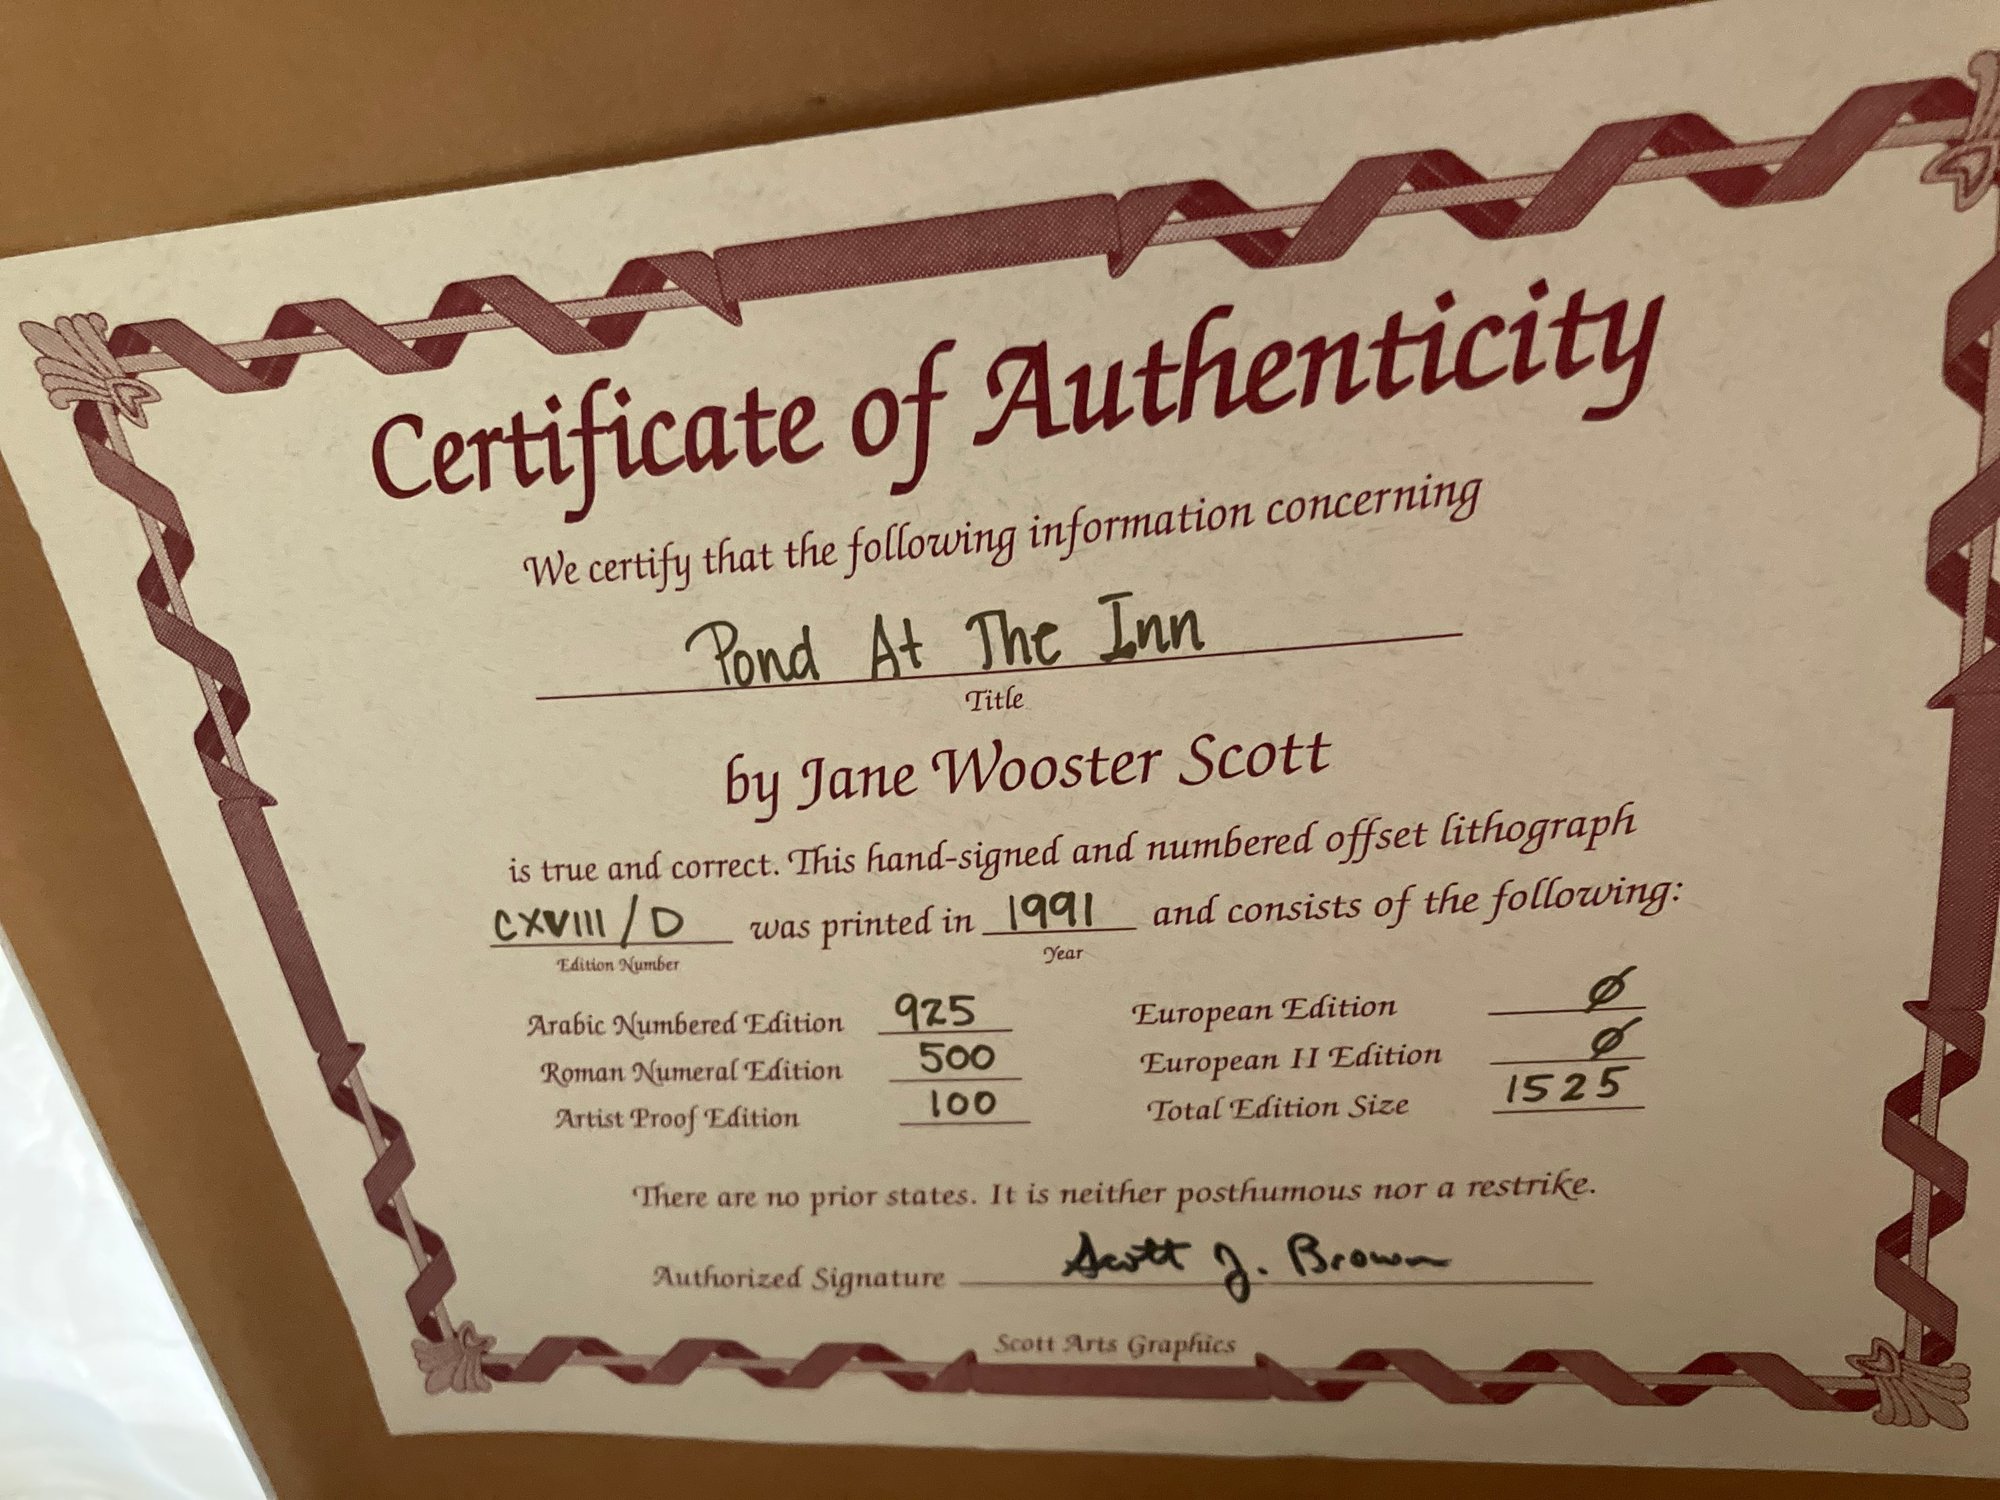 Certificate of Authenticity
We certify that the following information concerning
Pond At The Inn
Title
by Jane Wooster Scott
is true and correct. This hand-signed and numbered offset lithograph
CXVIII/D was printed in 1991 and consists of the following:
Edition Number Year
Arabic Numbered Edition 925 European Edition Ø
Roman Numeral Edition 500 European II Edition Ø
Artist Proof Edition 100 Total Edition Size 1525
There are no prior states. It is neither posthumous nor a restrike.
Authorized Signature Scott J. Brown
Scott Arts Graphics